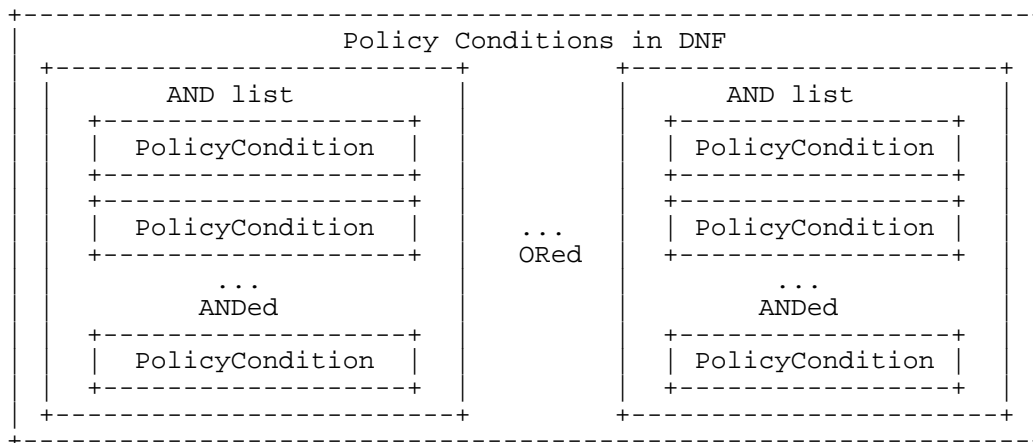 Policy Conditions in DNF
AND list AND list
PolicyCondition PolicyCondition
PolicyCondition ... PolicyCondition
ORed
... ...
ANDed ANDed
PolicyCondition PolicyCondition